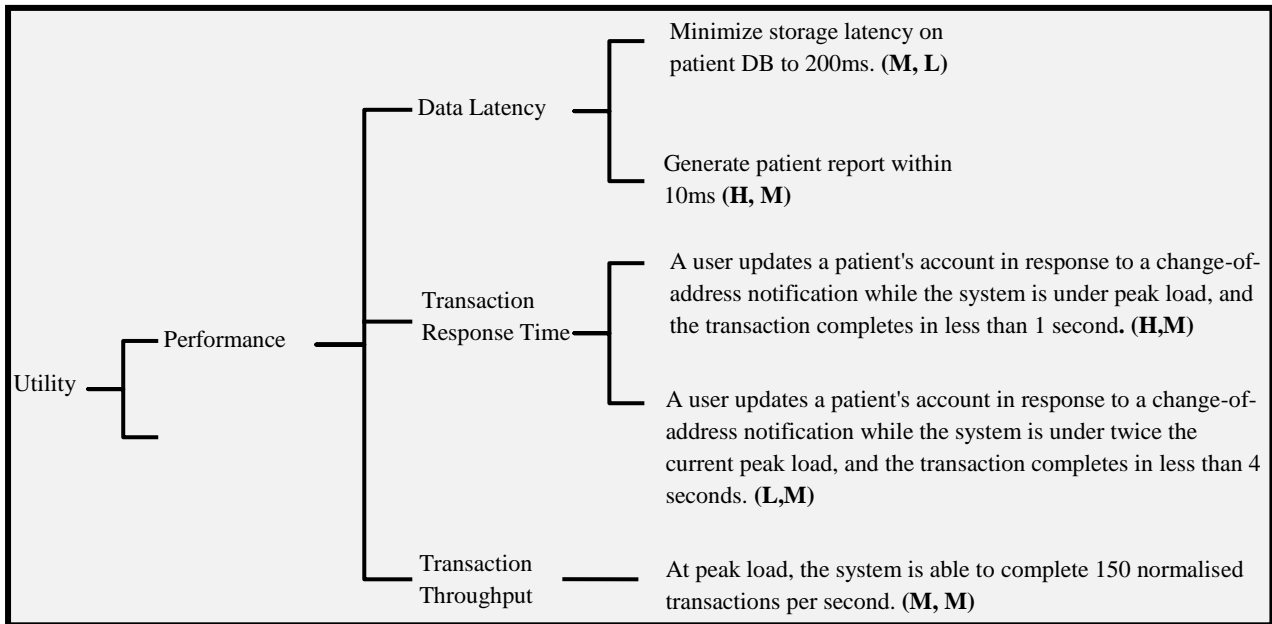 Utility
Performance
Data Latency
Minimize storage latency on
patient DB to 200ms. (M, L)
Generate patient report within
10ms (H, M)
Transaction
Response Time
A user updates a patient's account in response to a change-of-
address notification while the system is under peak load, and
the transaction completes in less than 1 second. (H,M)
A user updates a patient's account in response to a change-of-
address notification while the system is under twice the
current peak load, and the transaction completes in less than 4
seconds. (L,M)
Transaction
Throughput
At peak load, the system is able to complete 150 normalised
transactions per second. (M, M)